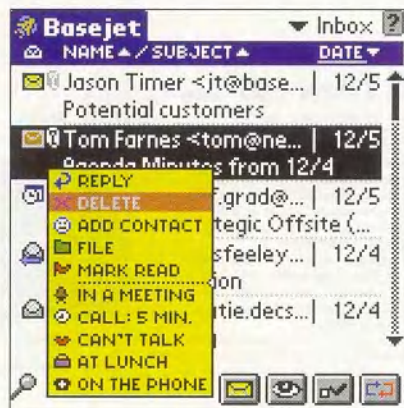 Basejet Inbox ?
NAME / SUBJECT DATE
Jason Timer <jt@base... | 12/5
Potential customers
Tom Farnes <tom@ne... | 12/5
Agenda Minutes from 12/4
REPLY
f.grad@... | 12/5
DELETE
ADD CONTACT
tegic Offsite (...
FILE
sfeeley... | 12/4
MARK READ
ion
IN A MEETING
CALL: 5 MIN.
tie.decs... | 12/4
CAN'T TALK
AT LUNCH
ON THE PHONE